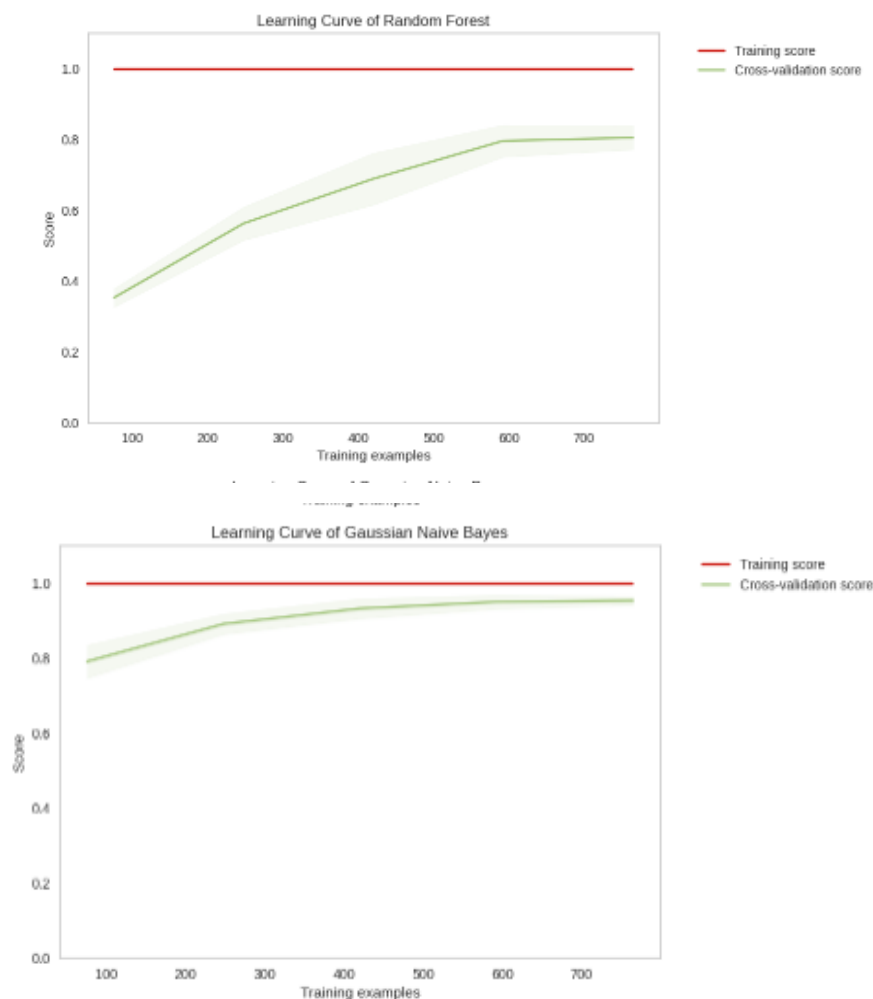 Learning Curve of Random Forest
Training score
Cross-validation score
1.0
0.8
0.6
0.4
0.2
0.0
Score
100 200 300 400 500 600 700
Training examples
Training examples
Learning Curve of Gaussian Naive Bayes
Training score
Cross-validation score
1.0
0.8
0.6
0.4
0.2
0.0
Score
100 200 300 400 500 600 700
Training examples